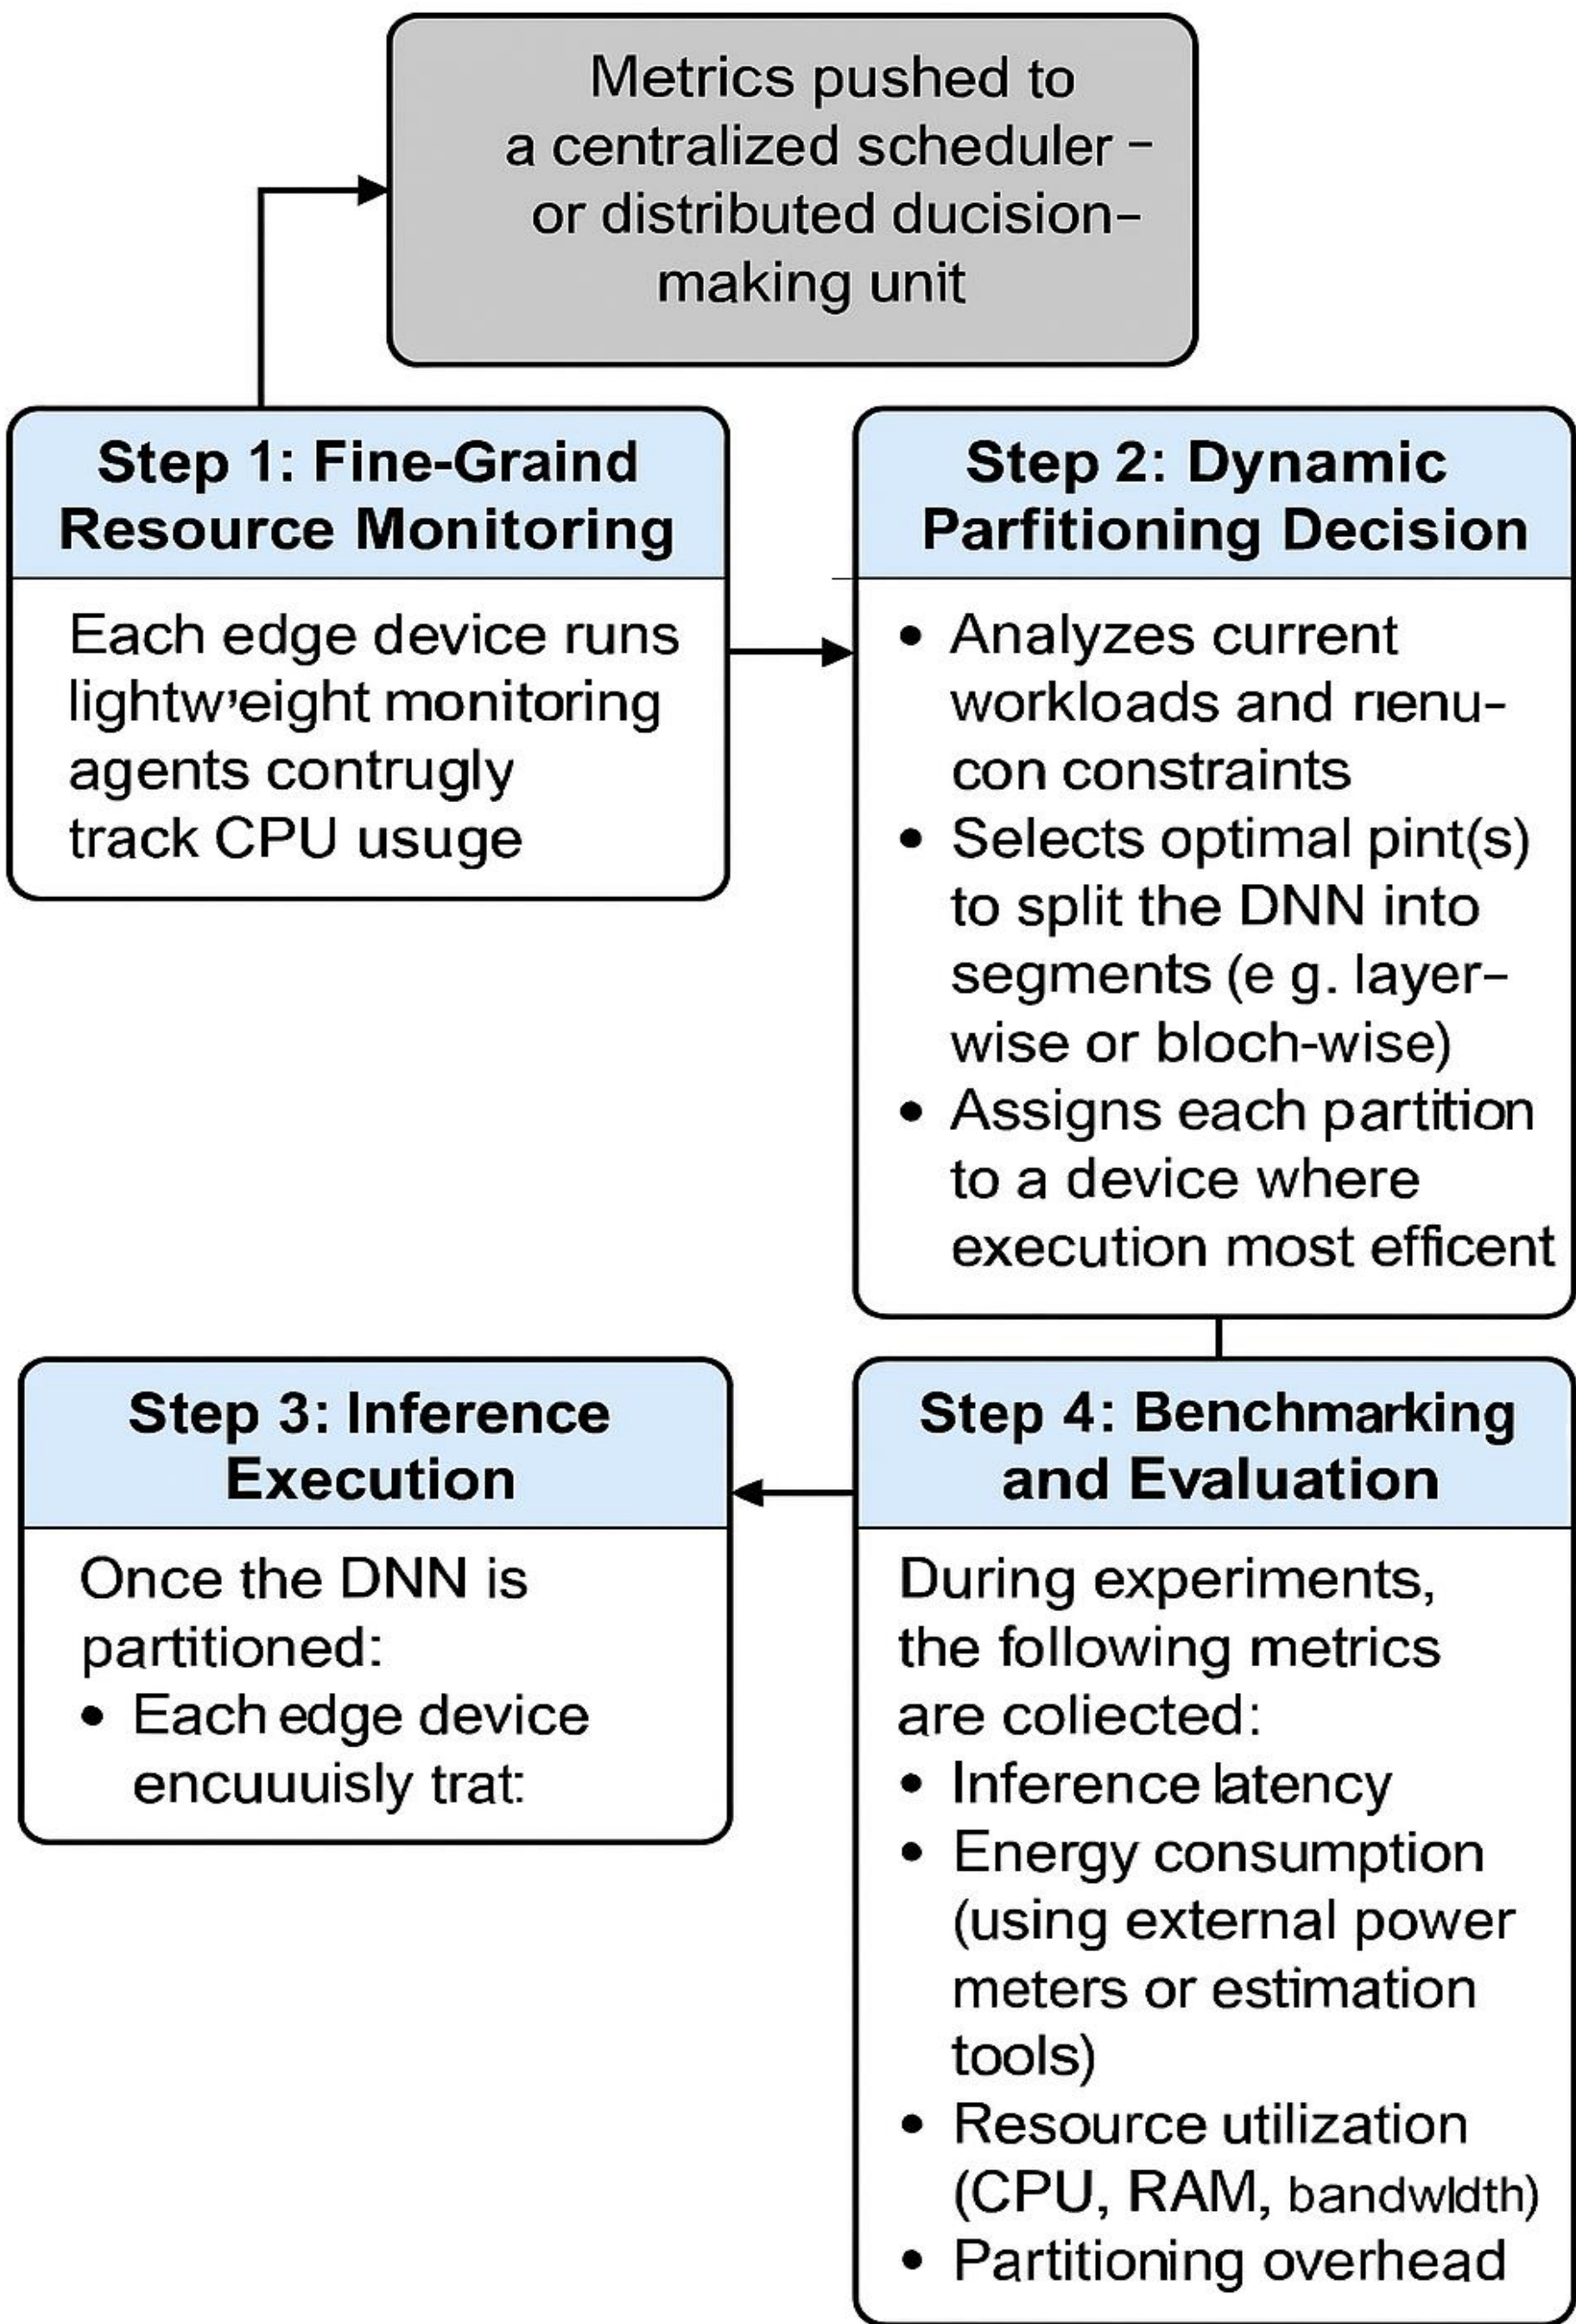 Metrics pushed to
a centralized scheduler –
or distributed ducision–
making unit
Step 1: Fine-Graind
Resource Monitoring
Each edge device runs
lightw’eight monitoring
agents contrugly
track CPU usuge
Step 2: Dynamic
Parfitioning Decision
• Analyzes current
workloads and rienu–
con constraints
• Selects optimal pint(s)
to split the DNN into
segments (e g. layer–
wise or bloch-wise)
• Assigns each partition
to a device where
execution most efficent
Step 3: Inference
Execution
Once the DNN is
partitioned:
• Each edge device
encuuuisly trat:
Step 4: Benchmarking
and Evaluation
During experiments,
the following metrics
are coliected:
• Inference latency
• Energy consumption
(using external power
meters or estimation
tools)
• Resource utilization
(CPU, RAM, bandwldth)
• Partitioning overhead